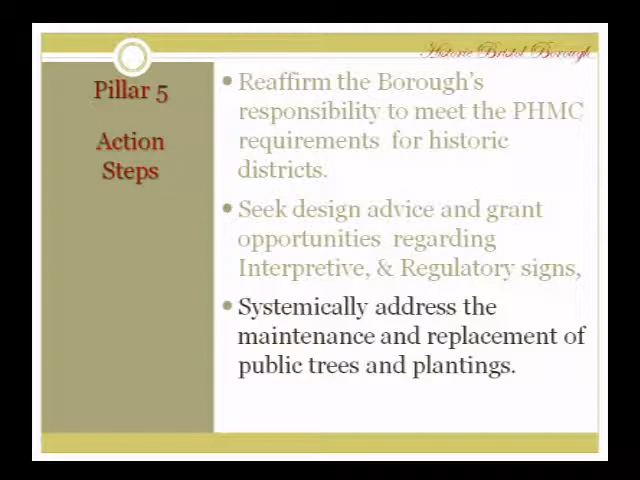 Historic Bristol Borough
Pillar 5
Action
Steps
Reaffirm the Borough's
responsibility to meet the PHMC
requirements for historic
districts.
Seek design advice and grant
opportunities regarding
Interpretive, & Regulatory signs,
Systemically address the
maintenance and replacement of
public trees and plantings.